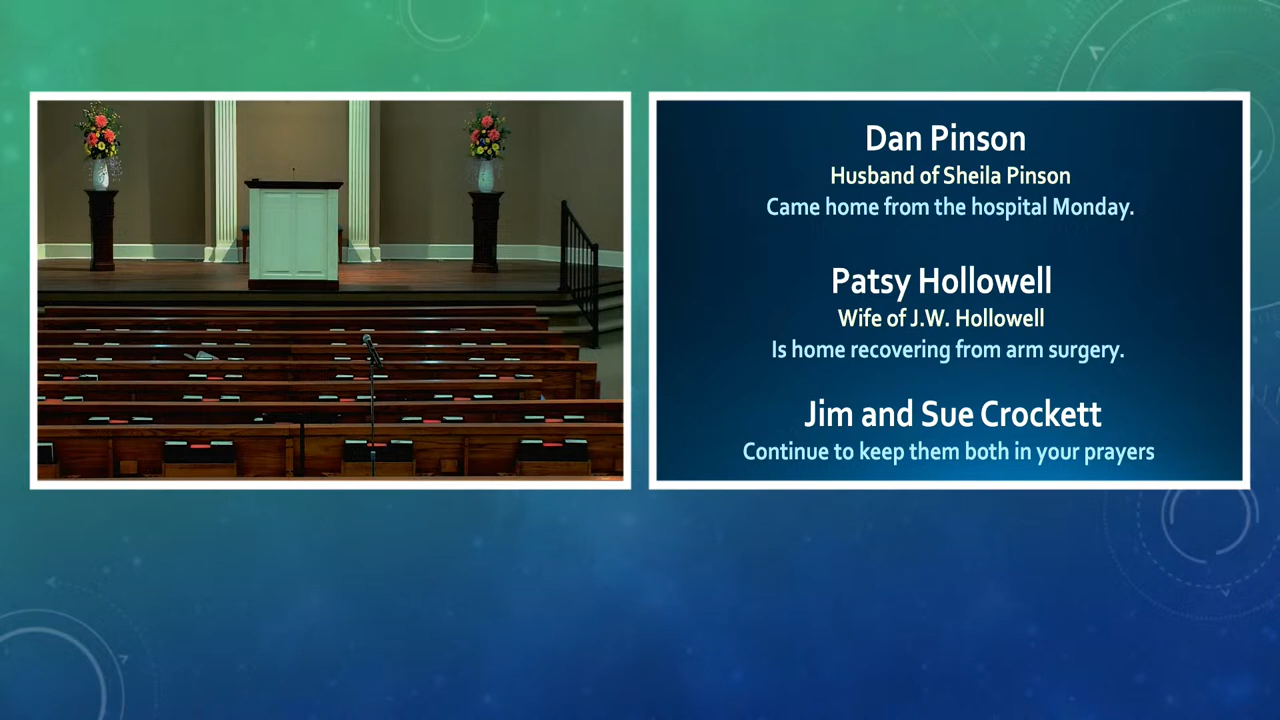 Dan Pinson
Husband of Sheila Pinson
Came home from the hospital Monday.
Patsy Hollowell
Wife of J.W. Hollowell
Is home recovering from arm surgery.
Jim and Sue Crockett
Continue to keep them both in your prayers